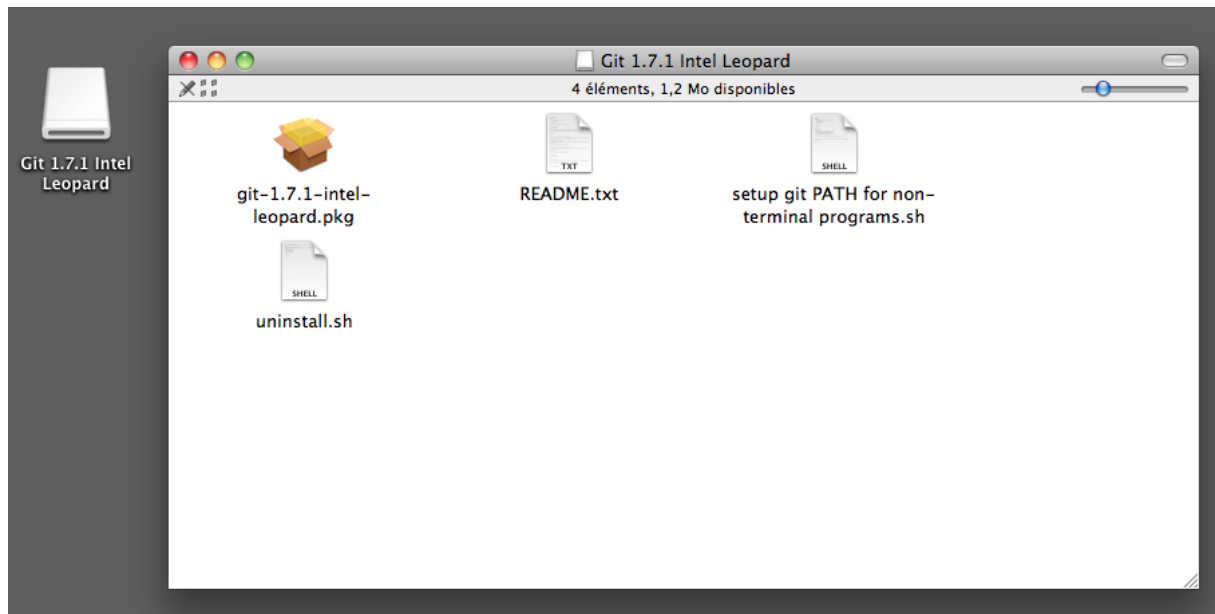 Git 1.7.1 Intel Leopard
4 éléments, 1,2 Mo disponibles
Git 1.7.1 Intel
Leopard
git-1.7.1-intel-
leopard.pkg
TXT
README.txt
SHELL
setup git PATH for non-
terminal programs.sh
SHELL
uninstall.sh